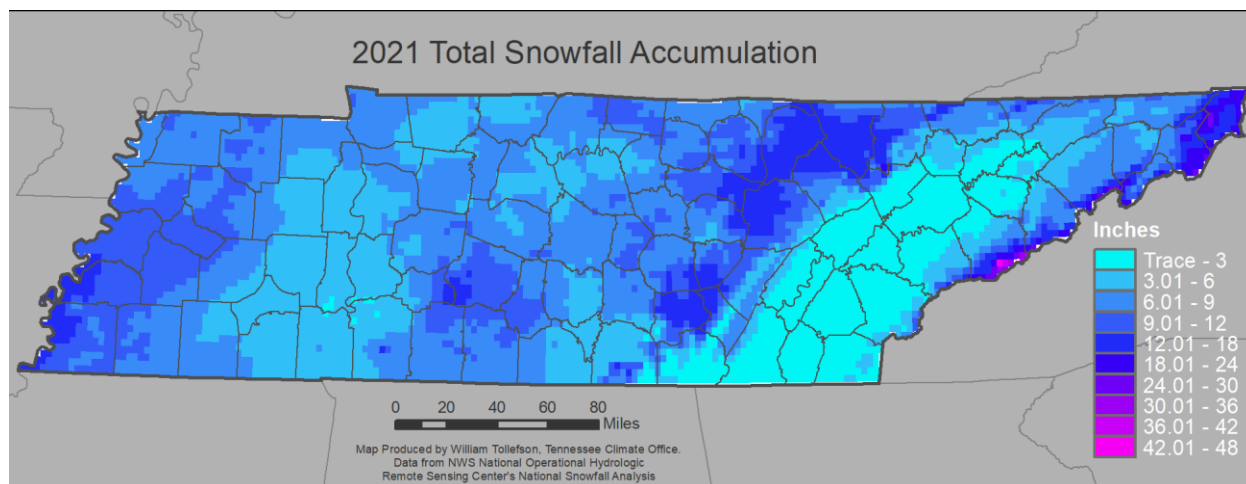 2021 Total Snowfall Accumulation
Inches
Trace - 3
3.01 - 6
6.01 - 9
9.01 - 12
12.01 - 18
18.01 - 24
24.01 - 30
30.01 - 36
36.01 - 42
42.01 - 48
0 20 40 60 80
Miles
Map Produced by William Tollefson, Tennessee Climate Office.
Data from NWS National Operational Hydrologic
Remote Sensing Center's National Snowfall Analysis